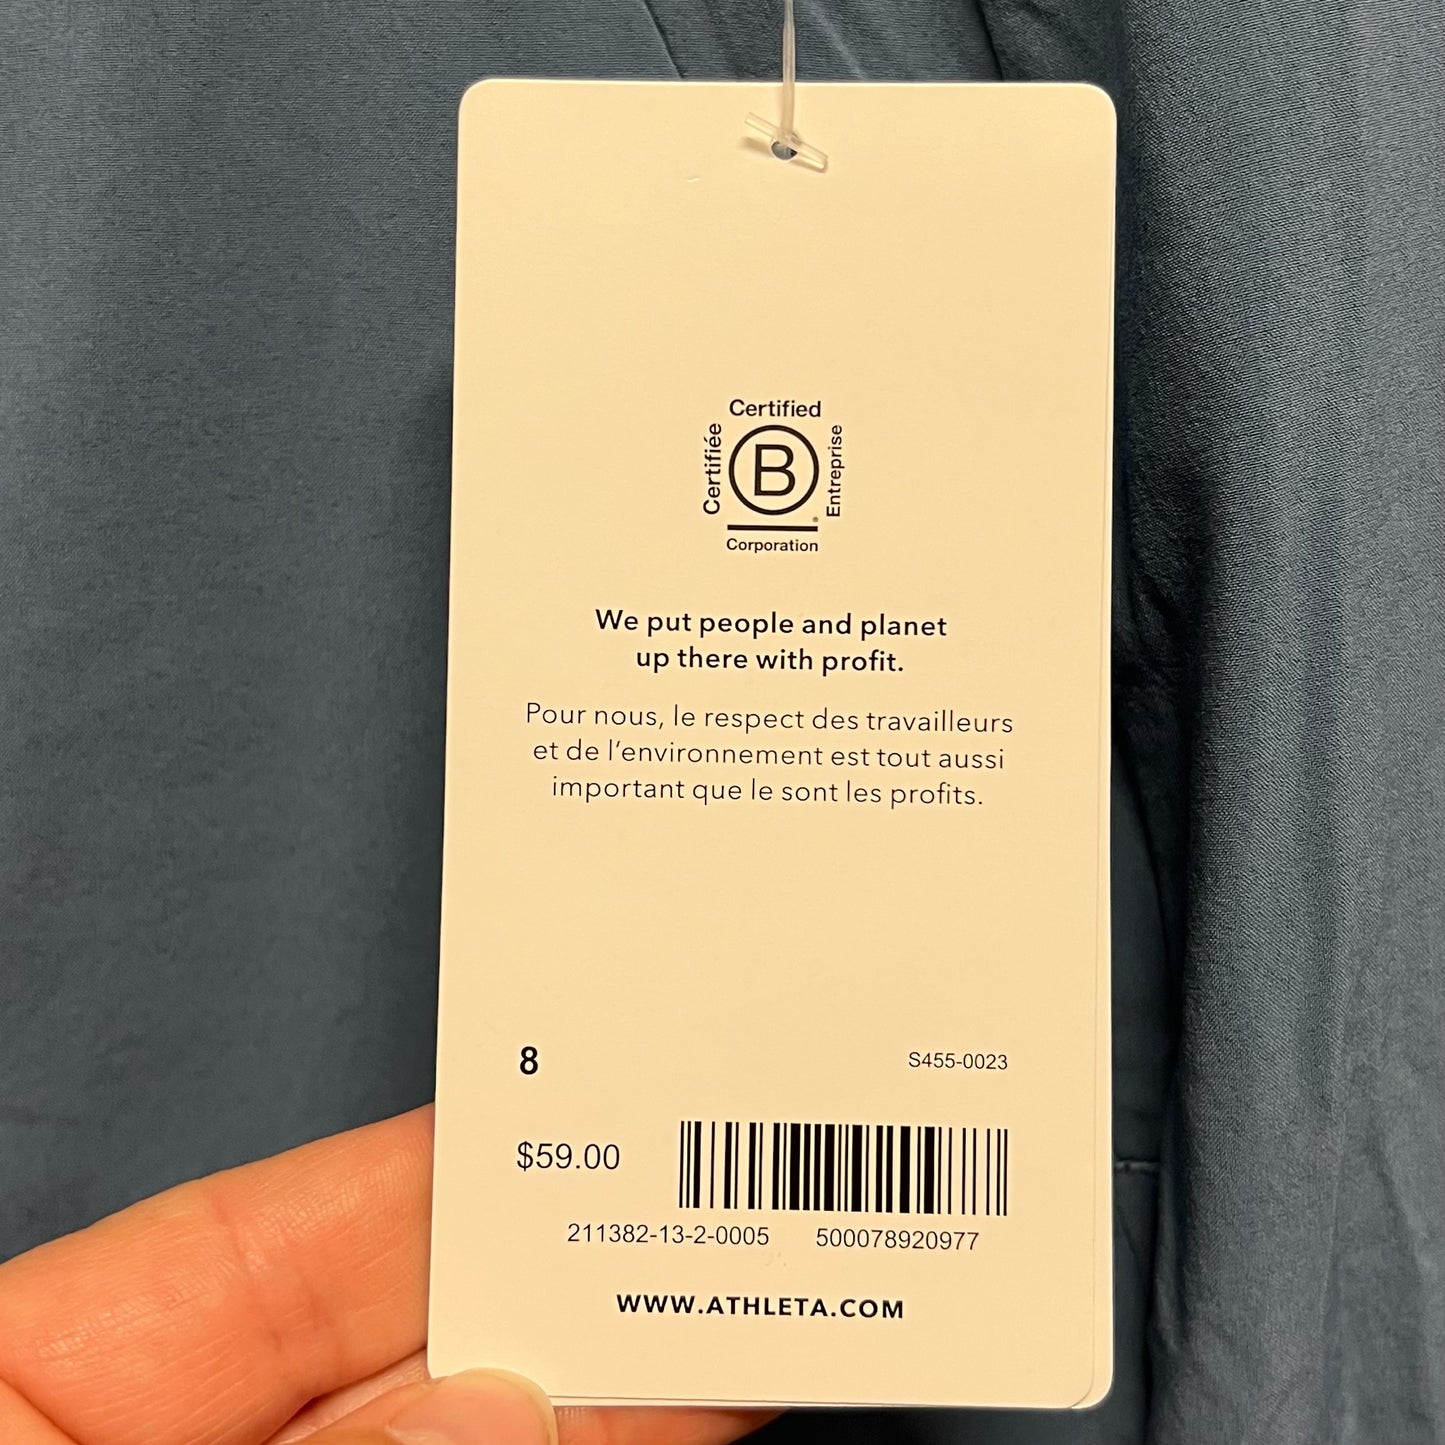 Certified
Certifiée
B
Entreprise
®
Corporation
We put people and planet
up there with profit.
Pour nous, le respect des travailleurs
et de l'environnement est tout aussi
important que le sont les profits.
8
S455-0023
$59.00
211382-13-2-0005 500078920977
WWW.ATHLETA.COM